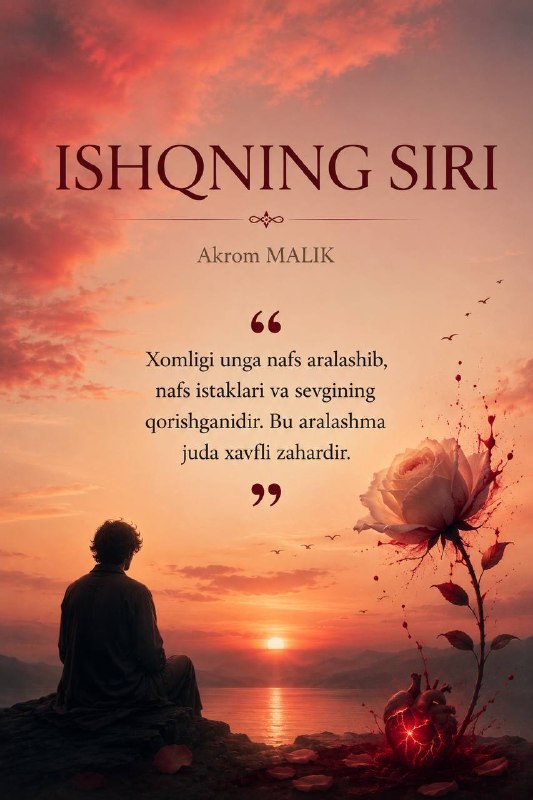 ISHQNING SIRI
Akrom MALIK
“
Xomligi unga nafs aralashib,
nafs istaklari va sevgining
qorishganidir. Bu aralashma
juda xavfli zahardir.
”